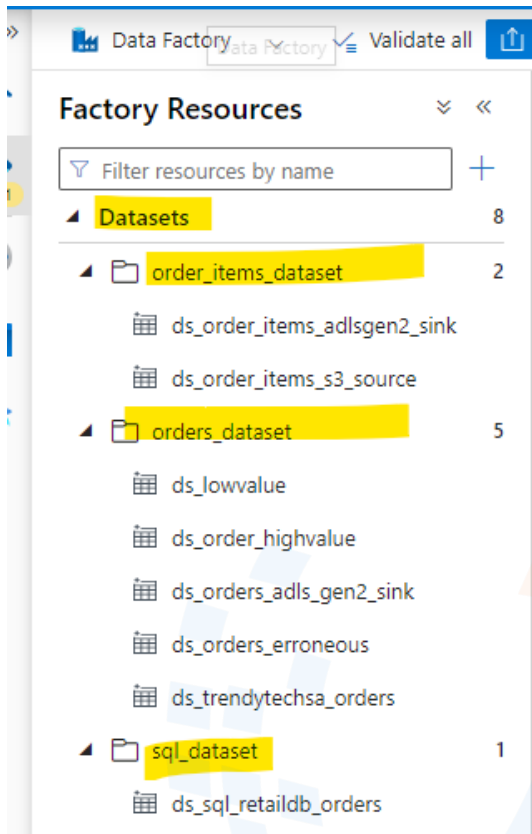 Data Factory Data Factory Validate all
Factory Resources
Filter resources by name
Datasets 8
order_items_dataset 2
ds_order_items_adlsgen2_sink
ds_order_items_s3_source
orders_dataset 5
ds_lowvalue
ds_order_highvalue
ds_orders_adls_gen2_sink
ds_orders_erroneous
ds_trendytechsa_orders
sql_dataset 1
ds_sql_retaildb_orders